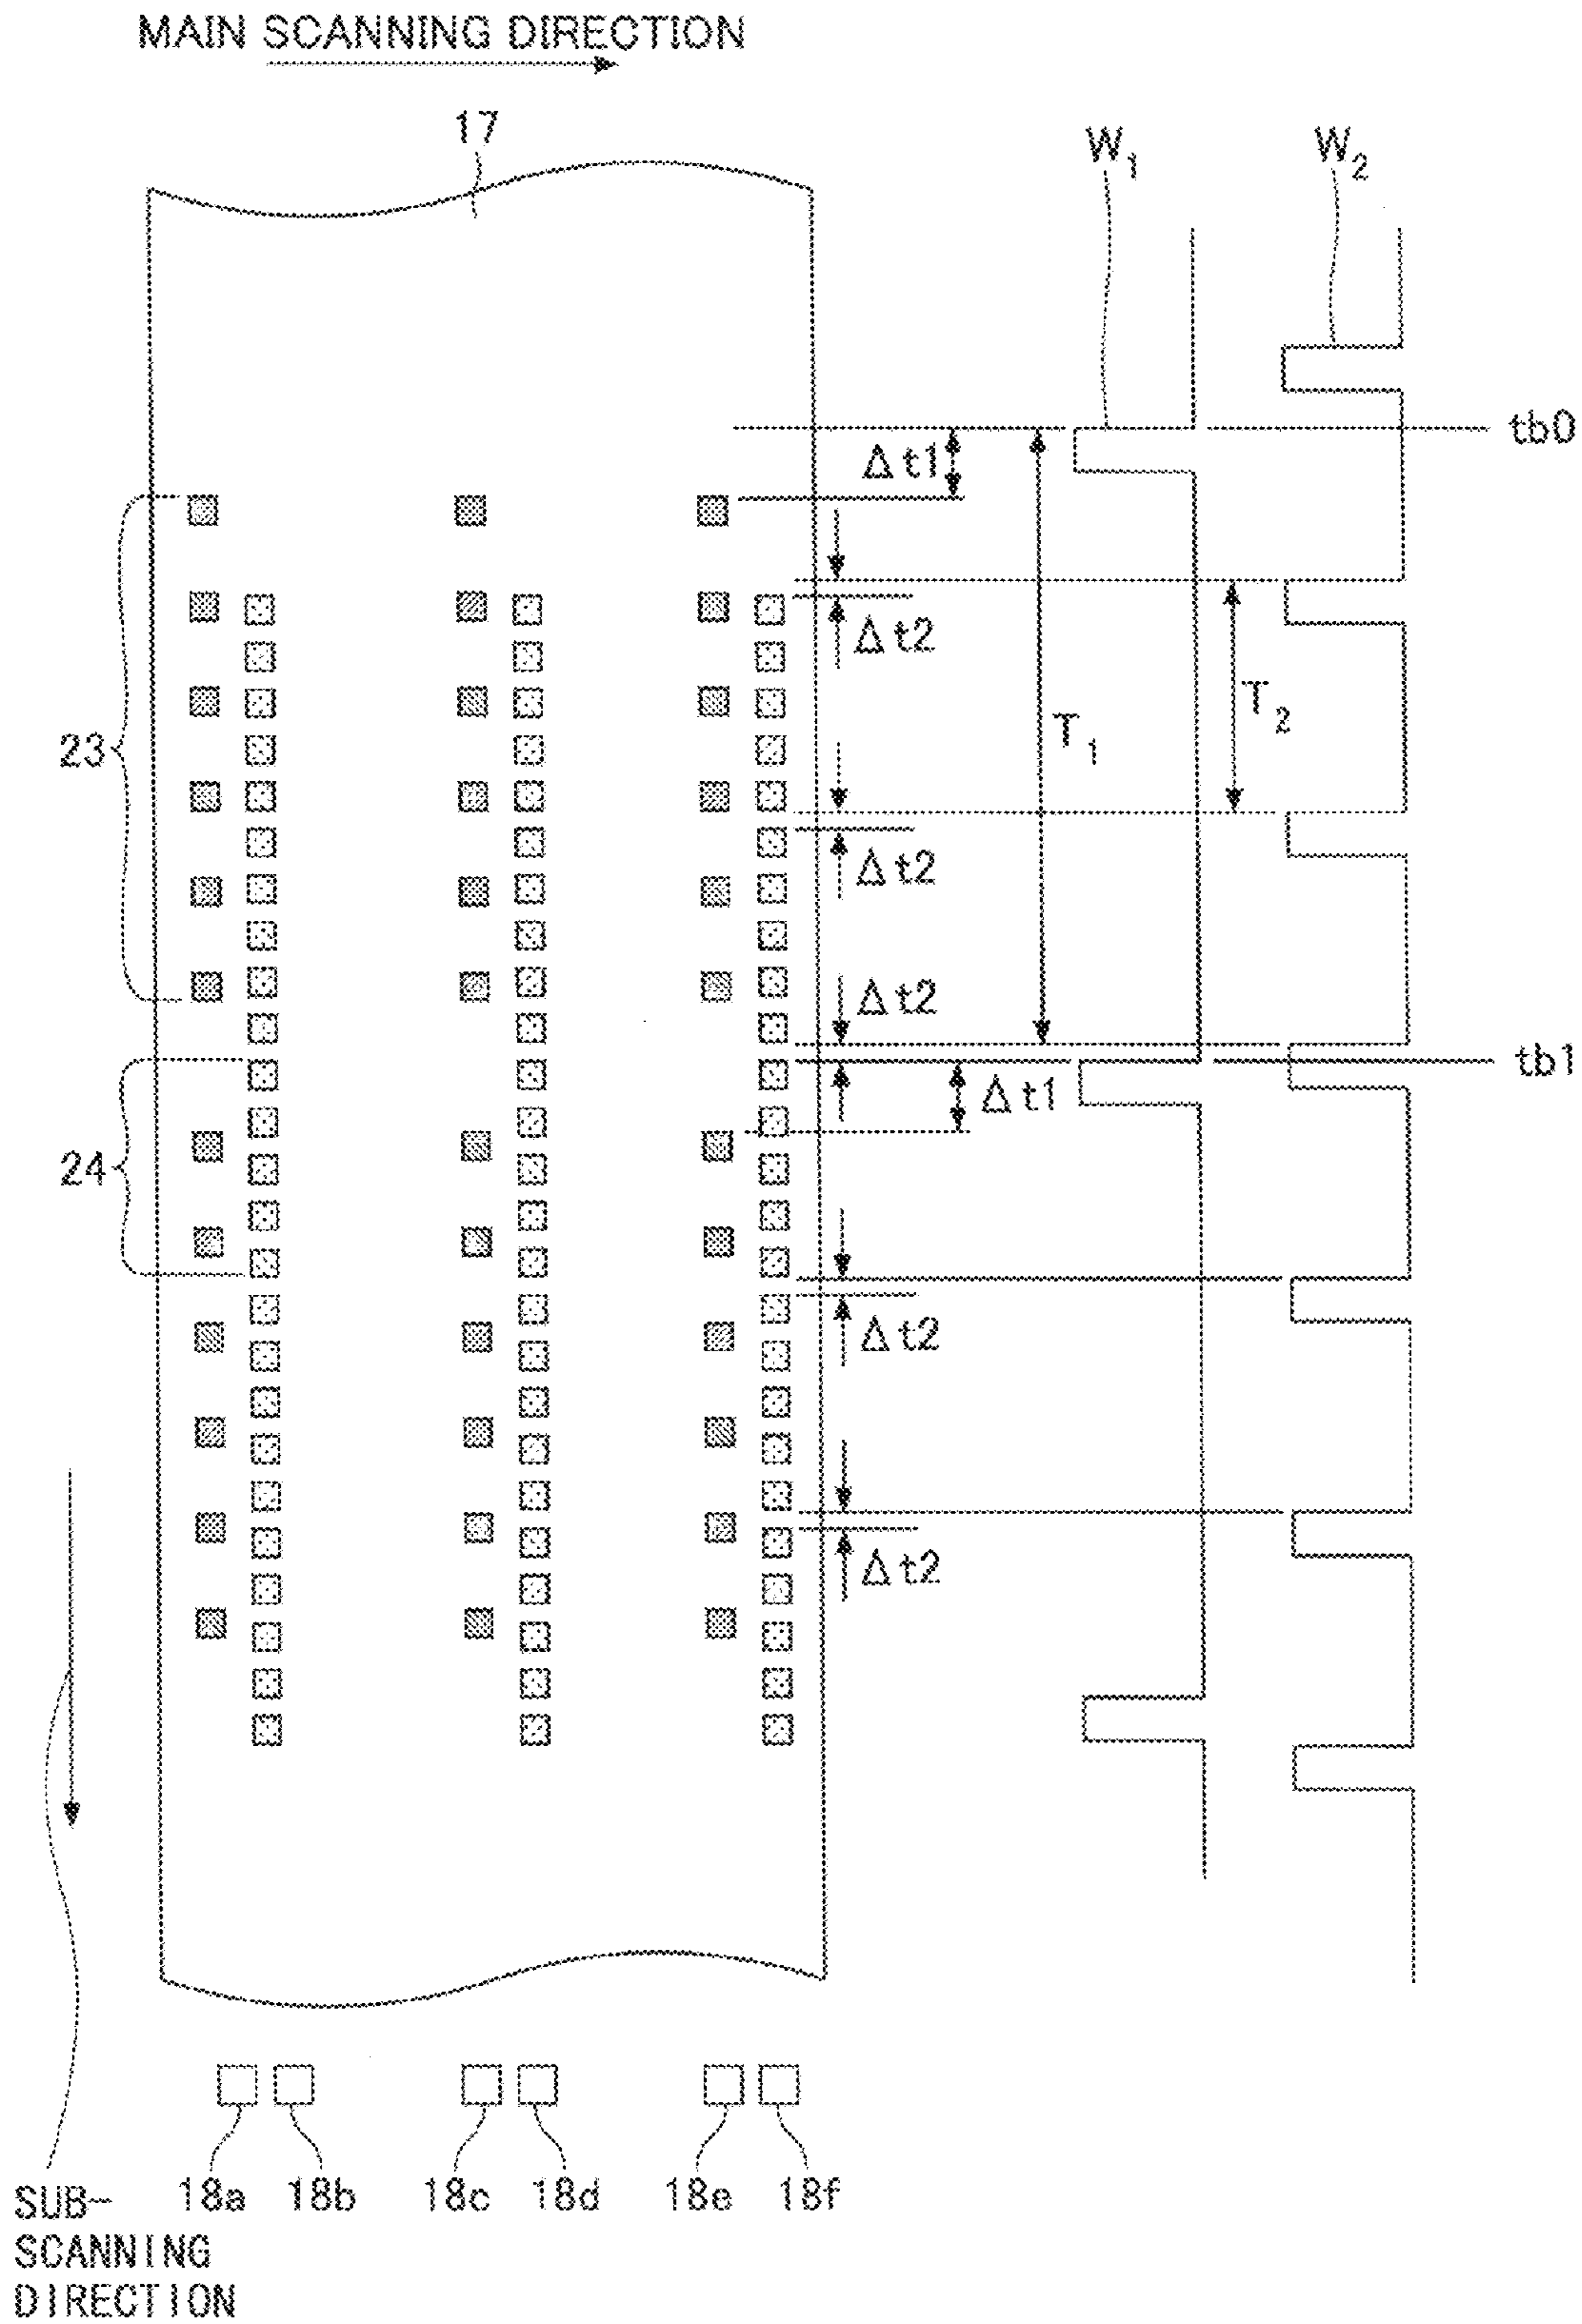 MAIN SCANNING DIRECTION
17
W1
W2
tb0
Δt1
Δt2
T1
T2
23
Δt2
Δt2
tb1
Δt1
24
Δt2
Δt2
18a
18b
18c
18d
18e
18f
SUB-
SCANNING
DIRECTION